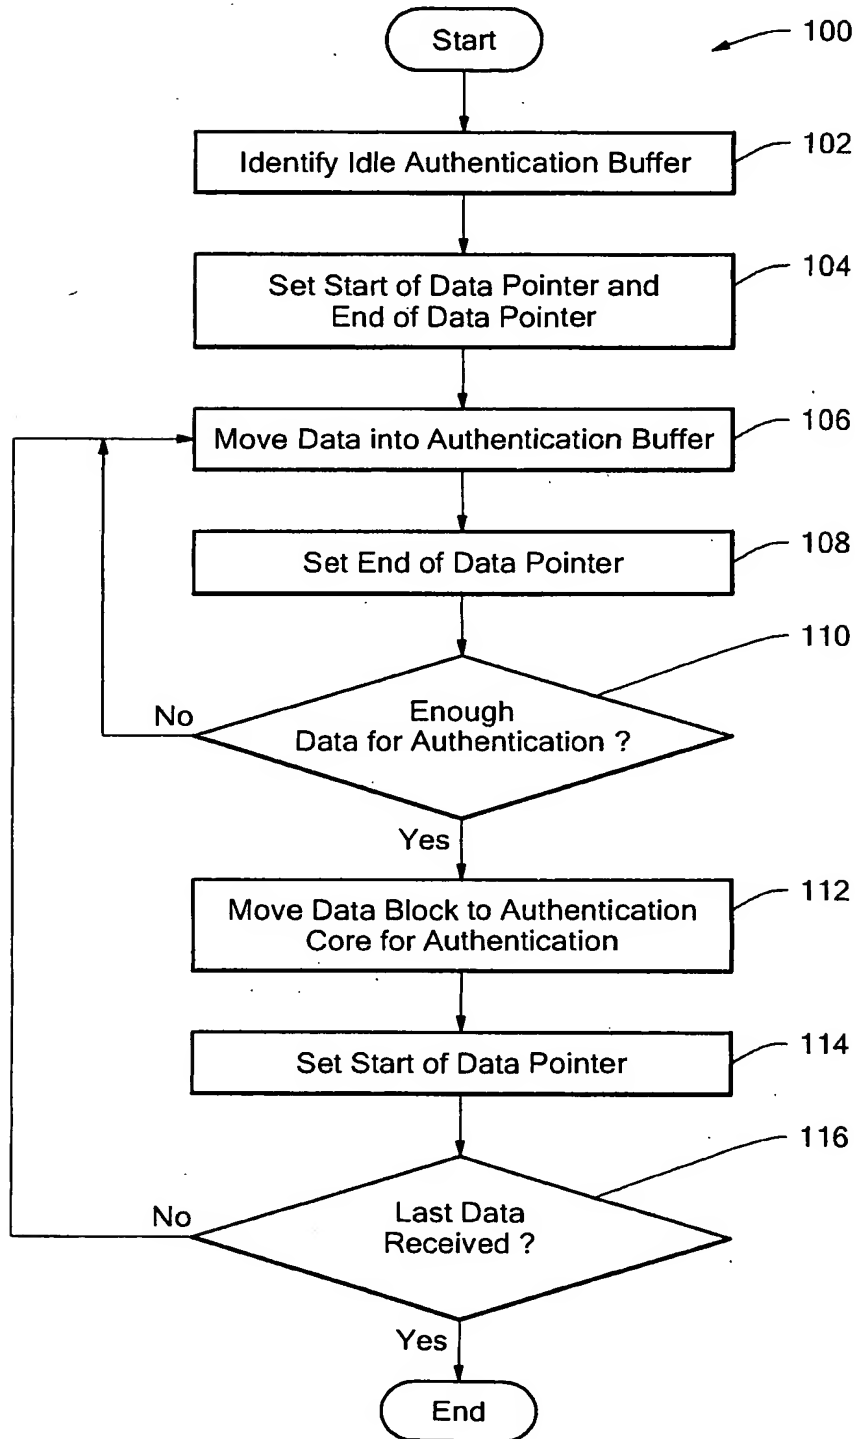 Start
100
Identify Idle Authentication Buffer
102
Set Start of Data Pointer and
End of Data Pointer
104
Move Data into Authentication Buffer
106
Set End of Data Pointer
108
110
Enough
Data for Authentication ?
No
Yes
Move Data Block to Authentication
Core for Authentication
112
Set Start of Data Pointer
114
116
Last Data
Received ?
No
Yes
End